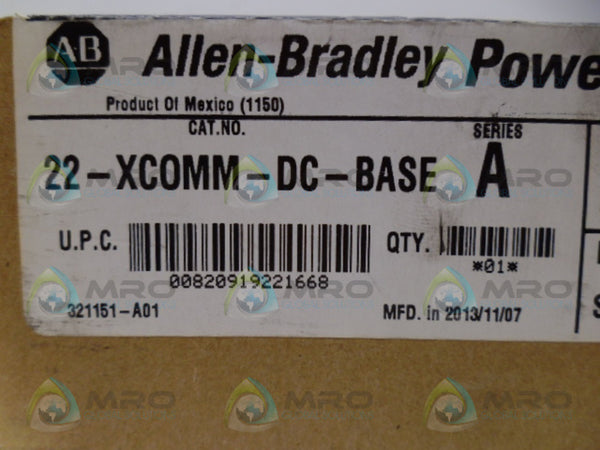 A-B Allen-Bradley Powe
Product Of Mexico (1150)
CAT.NO. SERIES
22-XCOMM-DC-BASE A
U.P.C. QTY.
00820919221668 *01*
321151-A01 MFD. in 2013/11/07
MRO